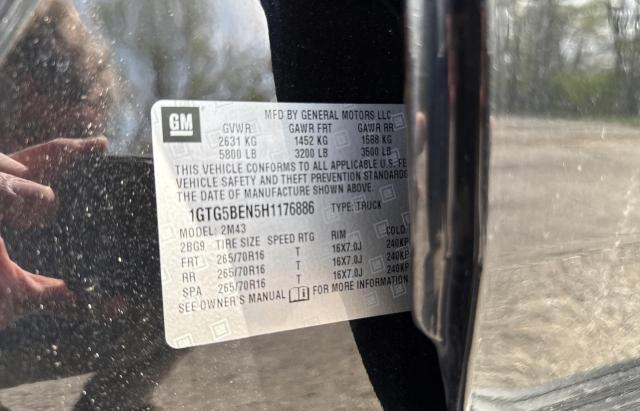 GM
MFD BY GENERAL MOTORS LLC
GVWR GAWR FRT GAWR RR
2631 KG 1452 KG 1588 KG
5800 LB 3200 LB 3500 LB
THIS VEHICLE CONFORMS TO ALL APPLICABLE U.S. FE
VEHICLE SAFETY AND THEFT PREVENTION STANDARDS
THE DATE OF MANUFACTURE SHOWN ABOVE.
1GTG5BEN5H1176886 TYPE: TRUCK
MODEL: 2M43
2BG9 TIRE SIZE SPEED RTG RIM COLD
FRT 265/70R16 T 16X7.0J 240KP
RR 265/70R16 T 16X7.0J 240KP
SPA 265/70R16 T 16X7.0J 240KP
SEE OWNER'S MANUAL FOR MORE INFORMATION